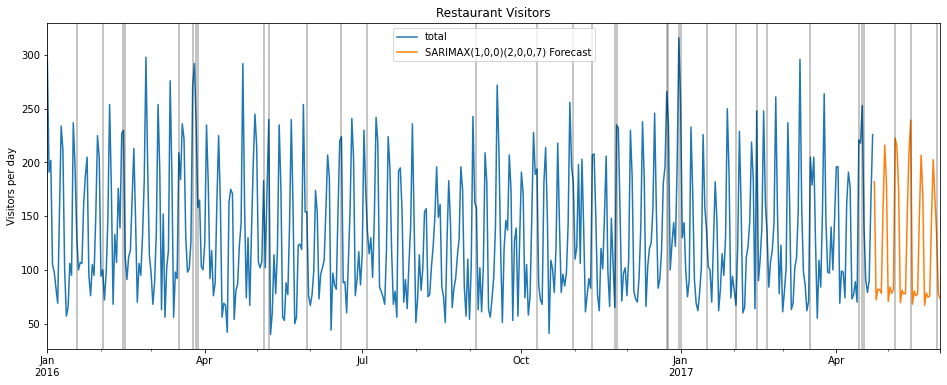 Restaurant Visitors
total
SARIMAX(1,0,0)(2,0,0,7) Forecast
Visitors per day
300
250
200
150
100
50
Jan
2016
Apr
Jul
Oct
Jan
2017
Apr